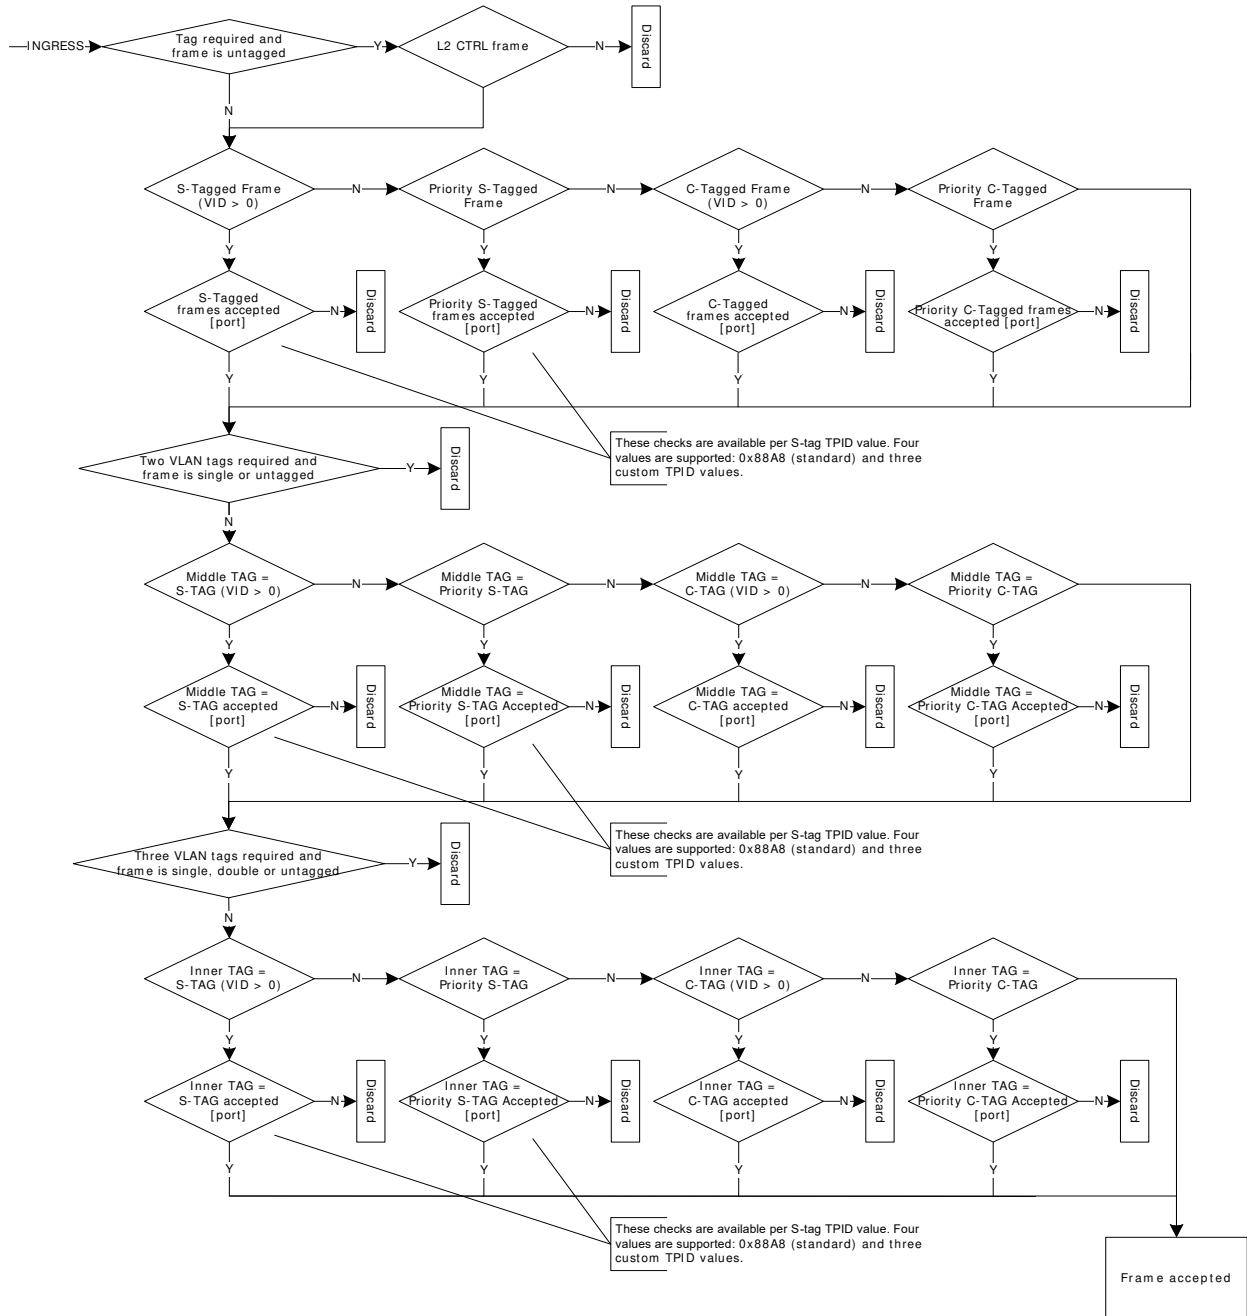 INGRESS
Tag required and
frame is untagged
Y
L2 CTRL frame
N
Discard
N
S-Tagged Frame
(VID > 0)
N
Priority S-Tagged
Frame
N
C-Tagged Frame
(VID > 0)
N
Priority C-Tagged
Frame
Y
Y
Y
Y
S-Tagged
frames accepted
[port]
N
Discard
Priority S-Tagged
frames accepted
[port]
N
Discard
C-Tagged
frames accepted
[port]
N
Discard
Priority C-Tagged frames
accepted [port]
N
Discard
Y
Y
Y
Y
These checks are available per S-tag TPID value. Four
values are supported: 0x88A8 (standard) and three
custom TPID values.
Two VLAN tags required and
frame is single or untagged
Y
Discard
N
Middle TAG =
S-TAG (VID > 0)
N
Middle TAG =
Priority S-TAG
N
Middle TAG =
C-TAG (VID > 0)
N
Middle TAG =
Priority C-TAG
Y
Y
Y
Y
Middle TAG =
S-TAG accepted
[port]
N
Discard
Middle TAG =
Priority S-TAG Accepted
[port]
N
Discard
Middle TAG =
C-TAG accepted
[port]
N
Discard
Middle TAG =
Priority C-TAG Accepted
[port]
N
Discard
Y
Y
Y
Y
These checks are available per S-tag TPID value. Four
values are supported: 0x88A8 (standard) and three
custom TPID values.
Three VLAN tags required and
frame is single, double or untagged
Y
Discard
N
Inner TAG =
S-TAG (VID > 0)
N
Inner TAG =
Priority S-TAG
N
Inner TAG =
C-TAG (VID > 0)
N
Inner TAG =
Priority C-TAG
Y
Y
Y
Y
Inner TAG =
S-TAG accepted
[port]
N
Discard
Inner TAG =
Priority S-TAG Accepted
[port]
N
Discard
Inner TAG =
C-TAG accepted
[port]
N
Discard
Inner TAG =
Priority C-TAG Accepted
[port]
N
Discard
Y
Y
Y
Y
These checks are available per S-tag TPID value. Four
values are supported: 0x88A8 (standard) and three
custom TPID values.
Frame accepted